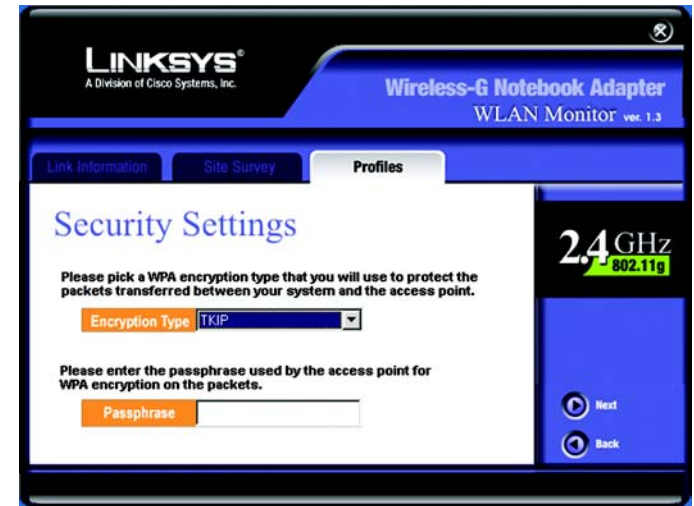 LINKSYS®
A Division of Cisco Systems, Inc.
Wireless-G Notebook Adapter
WLAN Monitor ver. 1.3
Link Information
Site Survey
Profiles
Security Settings
Please pick a WPA encryption type that you will use to protect the
packets transferred between your system and the access point.
Encryption Type TKIP
Please enter the passphrase used by the access point for
WPA encryption on the packets.
Passphrase
2.4 GHz
802.11g
Next
Back